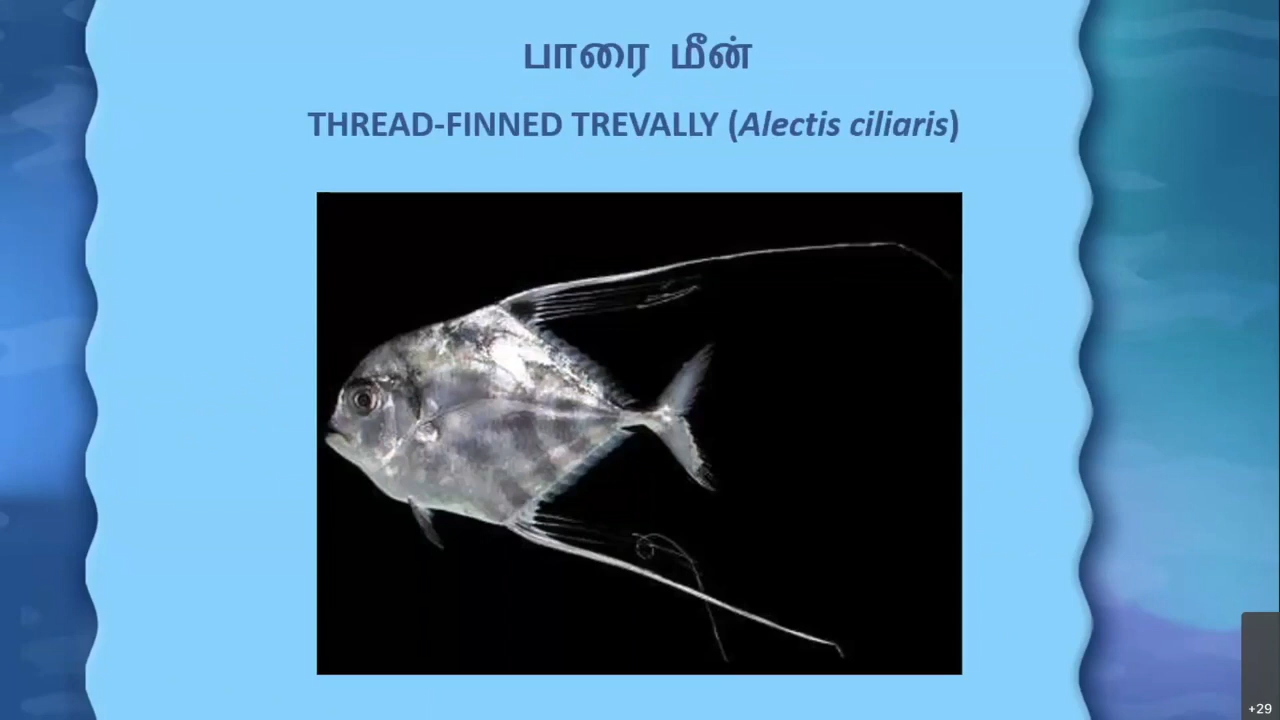 பாரை மீன்
THREAD-FINNED TREVALLY (Alectis ciliaris)
+29